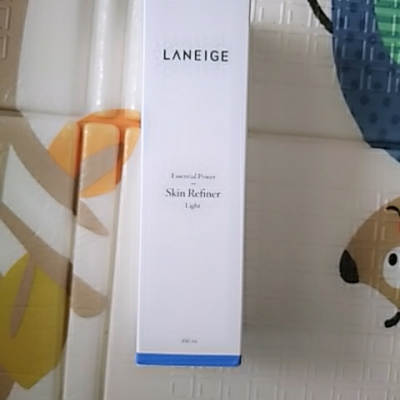 LANEIGE
Essential Power
Skin Refiner
Light